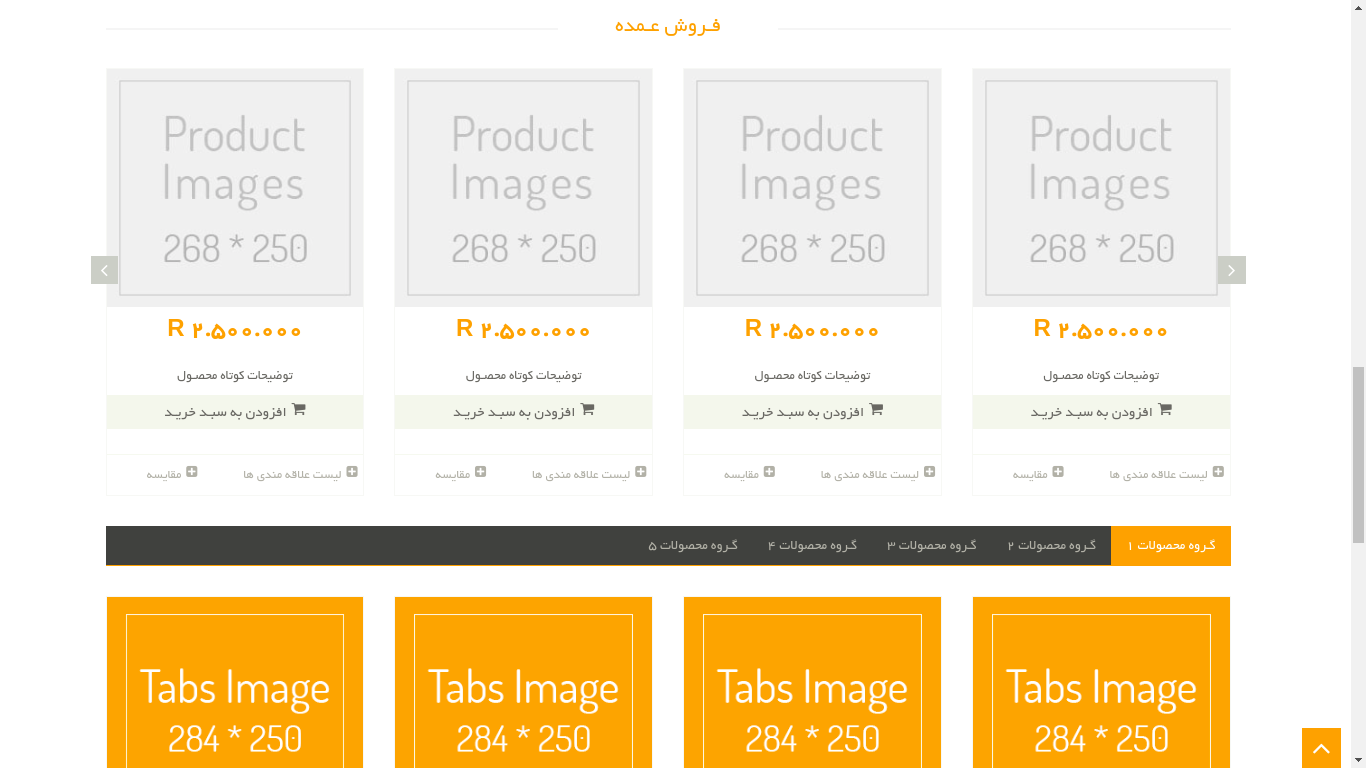 فروش عمده
Product Product Product Product
Images Images Images Images
268 * 250 268 * 250 268 * 250 268 * 250
R ۲.۵۰۰.۰۰۰ R ۲.۵۰۰.۰۰۰ R ۲.۵۰۰.۰۰۰ R ۲.۵۰۰.۰۰۰
توضیحات کوتاه محصول توضیحات کوتاه محصول توضیحات کوتاه محصول توضیحات کوتاه محصول
افزودن به سبد خرید افزودن به سبد خرید افزودن به سبد خرید افزودن به سبد خرید
لیست علاقه مندی ها مقایسه لیست علاقه مندی ها مقایسه لیست علاقه مندی ها مقایسه لیست علاقه مندی ها مقایسه
گروه محصولات ۱ گروه محصولات ۲ گروه محصولات ۳ گروه محصولات ۴ گروه محصولات ۵
Tabs Image Tabs Image Tabs Image Tabs Image
284 * 250 284 * 250 284 * 250 284 * 250